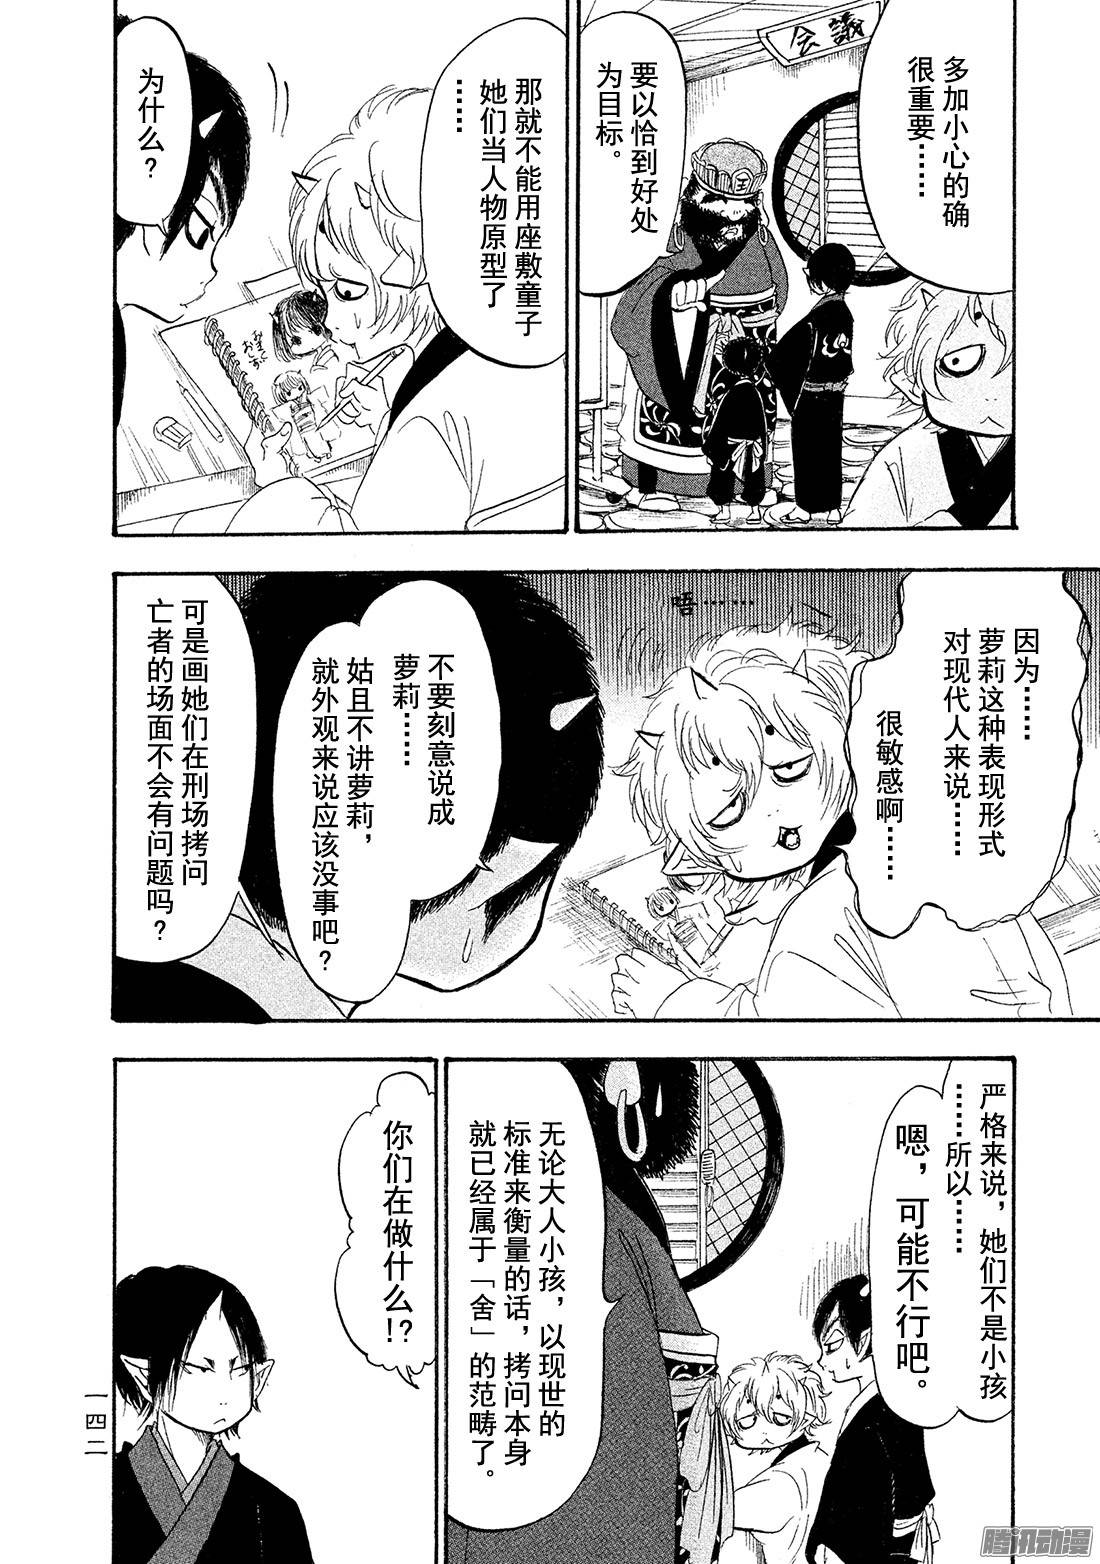 会議
多加小心的确
很重要……
要以恰到好处
为目标。
那就不能用座敷童子
她们当人物原型了
……
为什么？
唔……
因为……
萝莉这种表现形式
对现代人来说……
很敏感啊……
不要刻意说成
萝莉……
姑且不讲萝莉，
就外观来说应该没事吧？
可是画她们在刑场拷问
亡者的场面不会有问题吗？
严格来说，她们不是小孩
……所以……
嗯，可能不行吧。
无论大人小孩，以现世的
标准来衡量的话，拷问本身
就已经属于「舍」的范畴了。
你们在做什么!?
一四二
腾讯动漫